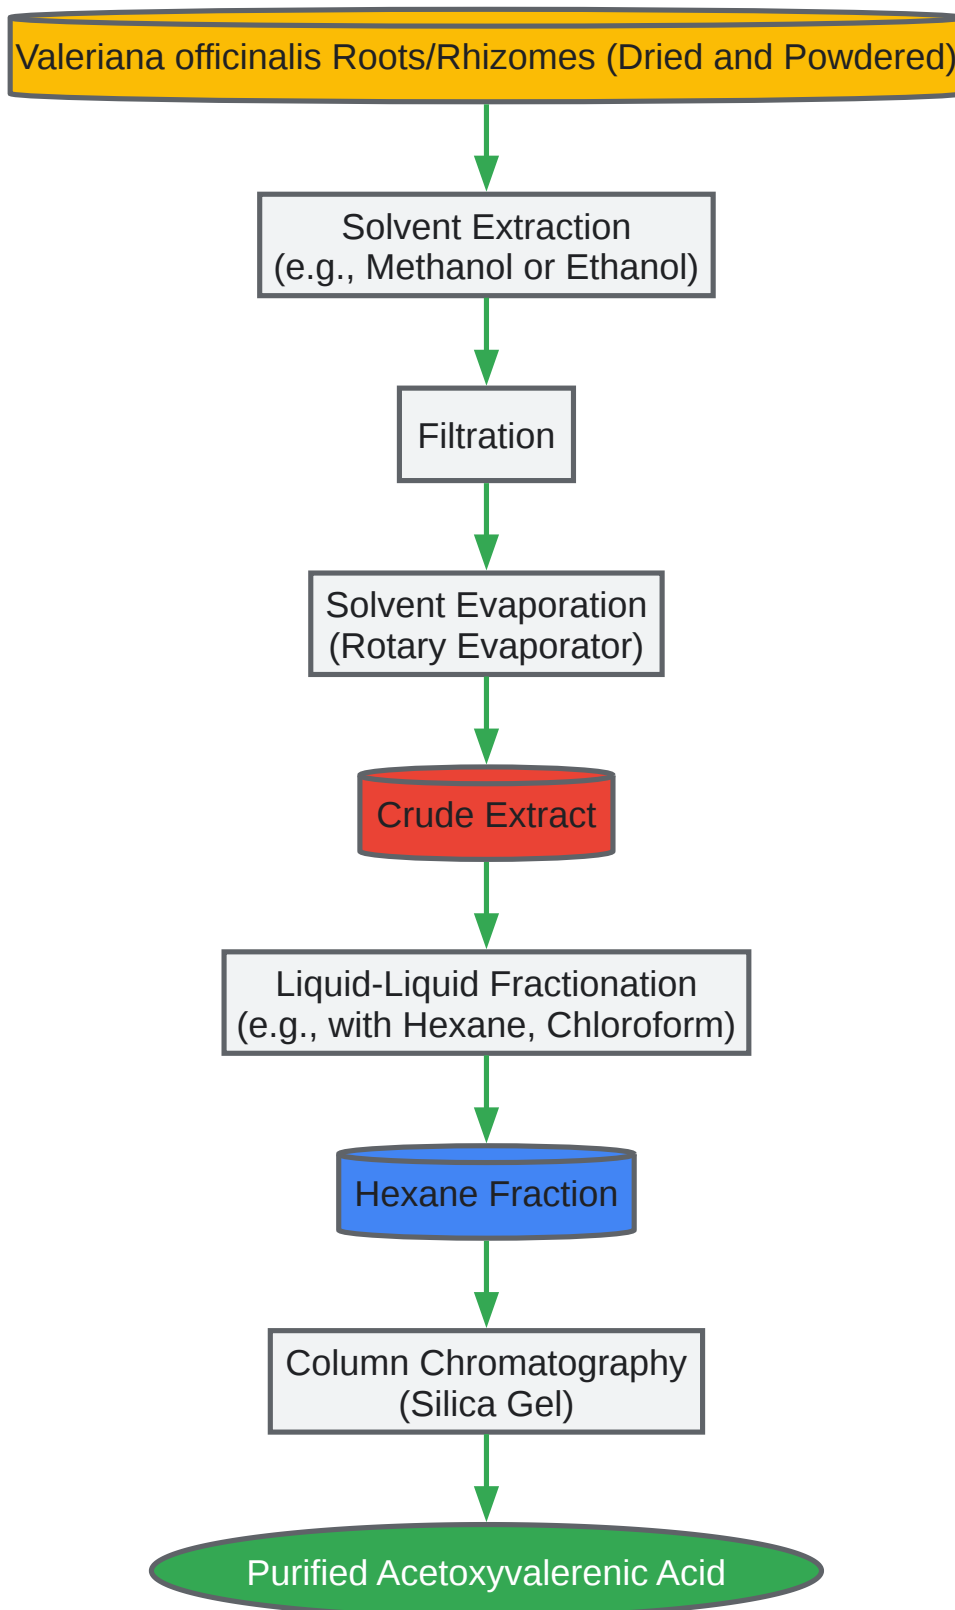 Valeriana officinalis Roots/Rhizomes (Dried and Powdered)
Solvent Extraction
(e.g., Methanol or Ethanol)
Filtration
Solvent Evaporation
(Rotary Evaporator)
Crude Extract
Liquid-Liquid Fractionation
(e.g., with Hexane, Chloroform)
Hexane Fraction
Column Chromatography
(Silica Gel)
Purified Acetoxyvalerenic Acid